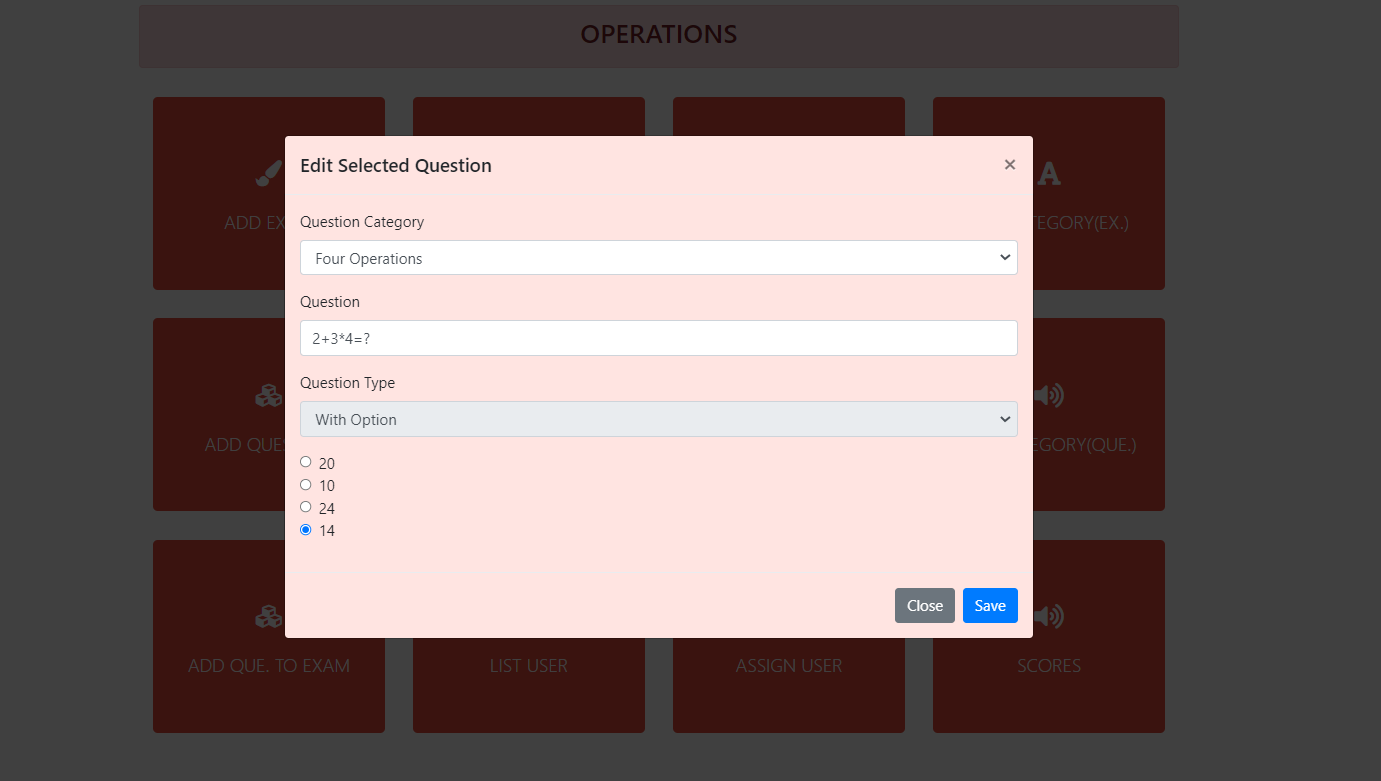 OPERATIONS
Edit Selected Question
×
ADD EX
TEGORY(EX.)
Question Category
Four Operations
Question
2+3*4=?
Question Type
With Option
ADD QUE
EGORY(QUE.)
20
10
24
14
Close
Save
ADD QUE. TO EXAM
LIST USER
ASSIGN USER
SCORES